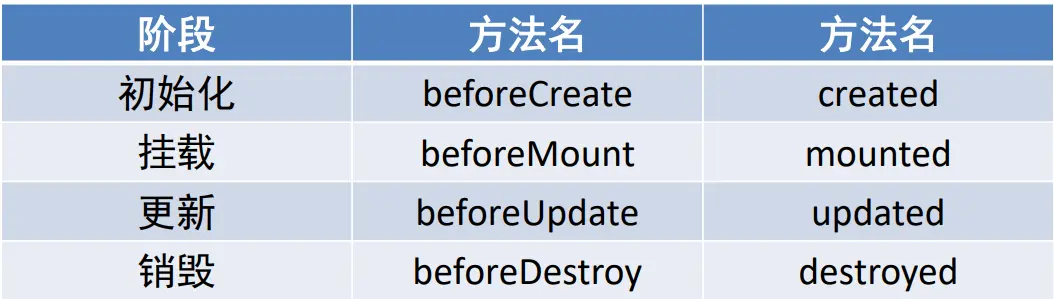 阶段 方法名 方法名
初始化 beforeCreate created
挂载 beforeMount mounted
更新 beforeUpdate updated
销毁 beforeDestroy destroyed